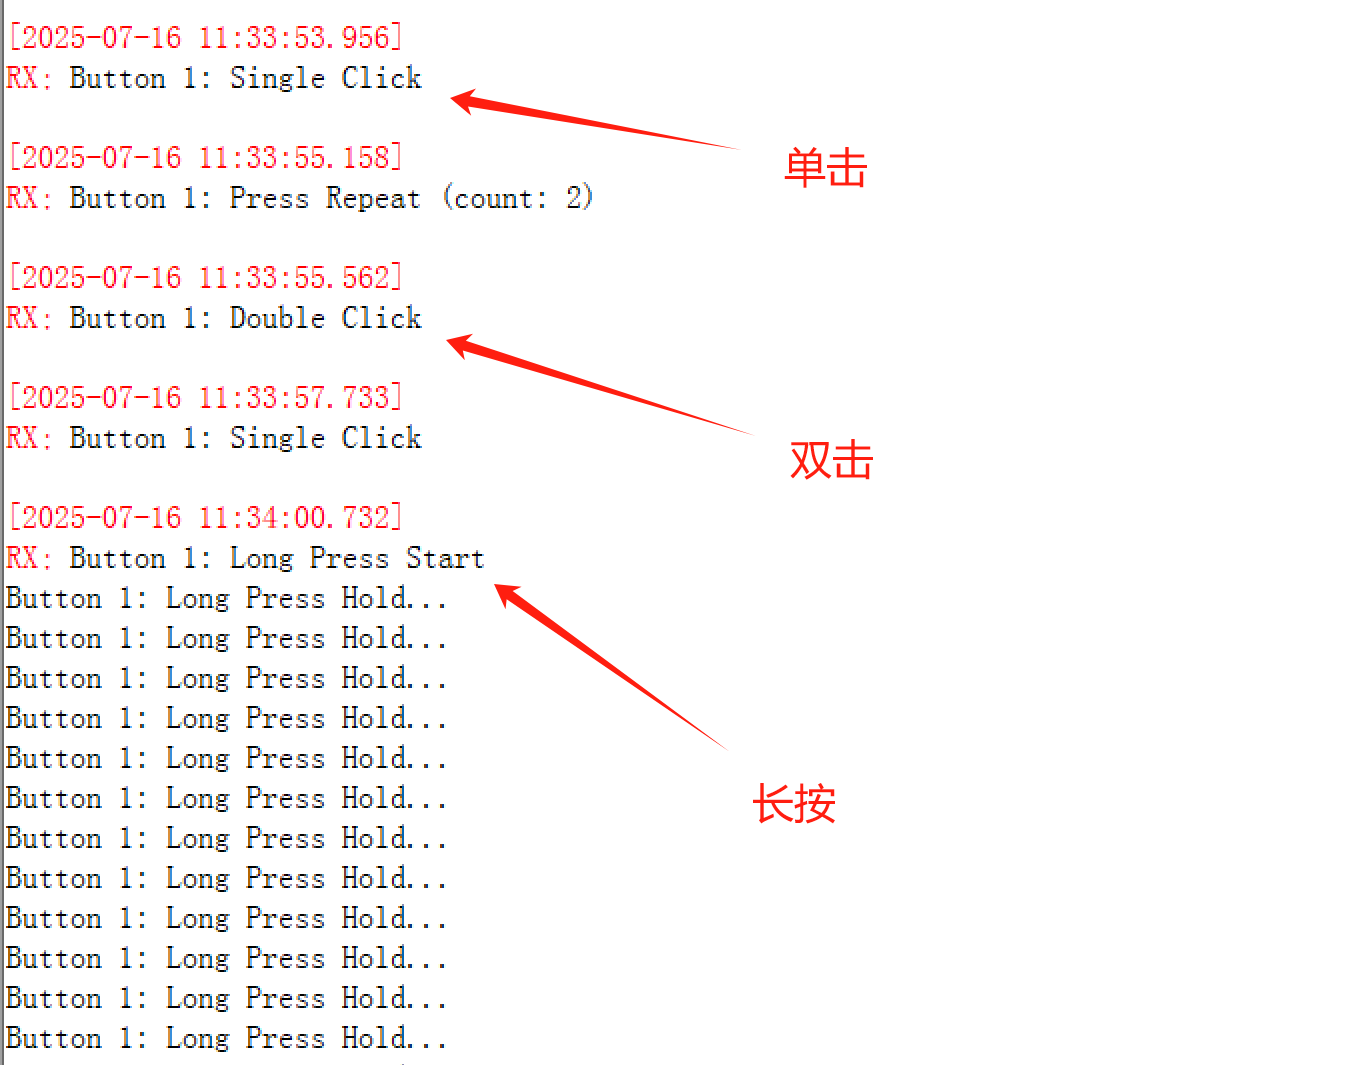 [2025-07-16 11:33:53.956]
RX: Button 1: Single Click
单击
[2025-07-16 11:33:55.158]
RX: Button 1: Press Repeat (count: 2)
[2025-07-16 11:33:55.562]
RX: Button 1: Double Click
[2025-07-16 11:33:57.733]
RX: Button 1: Single Click
双击
[2025-07-16 11:34:00.732]
RX: Button 1: Long Press Start
Button 1: Long Press Hold...
Button 1: Long Press Hold...
Button 1: Long Press Hold...
Button 1: Long Press Hold...
Button 1: Long Press Hold...
Button 1: Long Press Hold...
长按
Button 1: Long Press Hold...
Button 1: Long Press Hold...
Button 1: Long Press Hold...
Button 1: Long Press Hold...
Button 1: Long Press Hold...
Button 1: Long Press Hold...